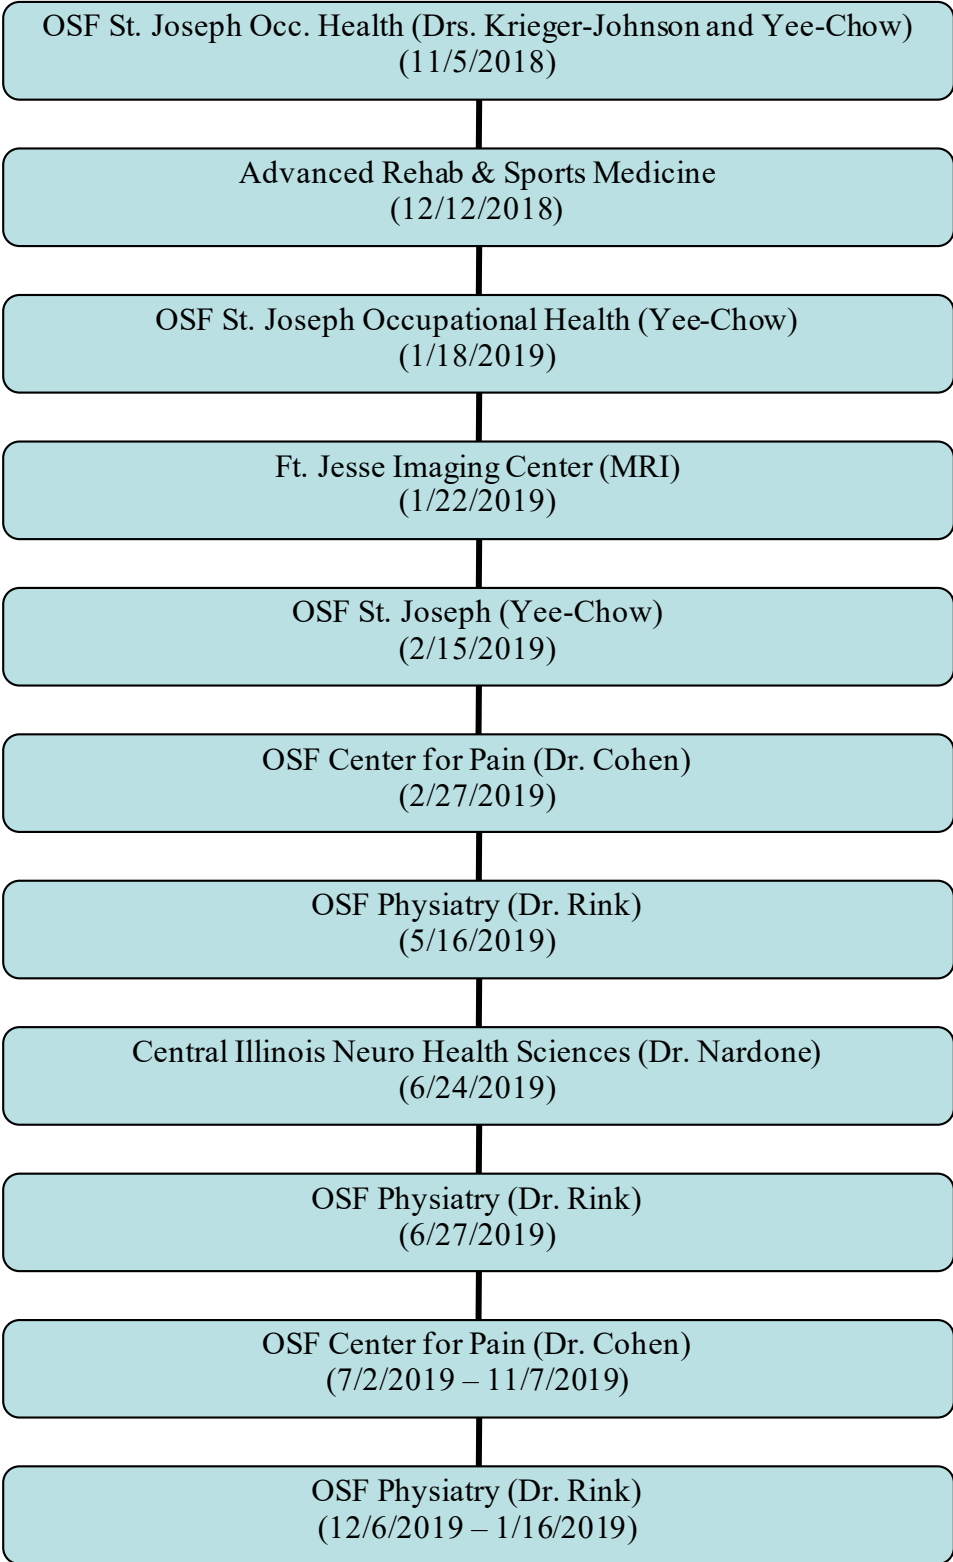 OSF St. Joseph Occ. Health (Drs. Krieger-Johnson and Yee-Chow)
(11/5/2018)
Advanced Rehab & Sports Medicine
(12/12/2018)
OSF St. Joseph Occupational Health (Yee-Chow)
(1/18/2019)
Ft. Jesse Imaging Center (MRI)
(1/22/2019)
OSF St. Joseph (Yee-Chow)
(2/15/2019)
OSF Center for Pain (Dr. Cohen)
(2/27/2019)
OSF Physiatry (Dr. Rink)
(5/16/2019)
Central Illinois Neuro Health Sciences (Dr. Nardone)
(6/24/2019)
OSF Physiatry (Dr. Rink)
(6/27/2019)
OSF Center for Pain (Dr. Cohen)
(7/2/2019 – 11/7/2019)
OSF Physiatry (Dr. Rink)
(12/6/2019 – 1/16/2019)